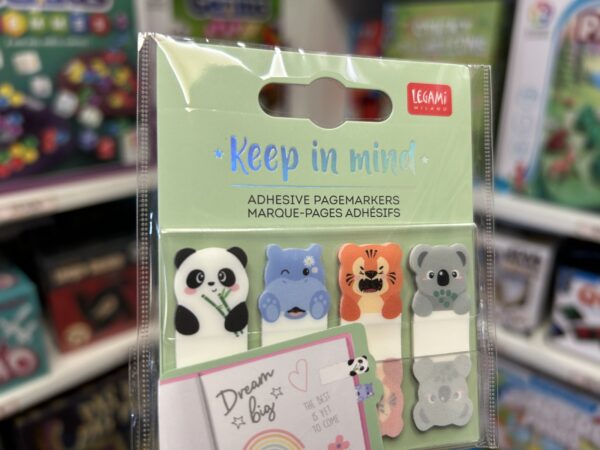 LEGAMI
MILANO
Keep in mind
ADHESIVE PAGEMARKERS
MARQUE-PAGES ADHÉSIFS
Dream
big
THE BEST
IS YET
TO COME